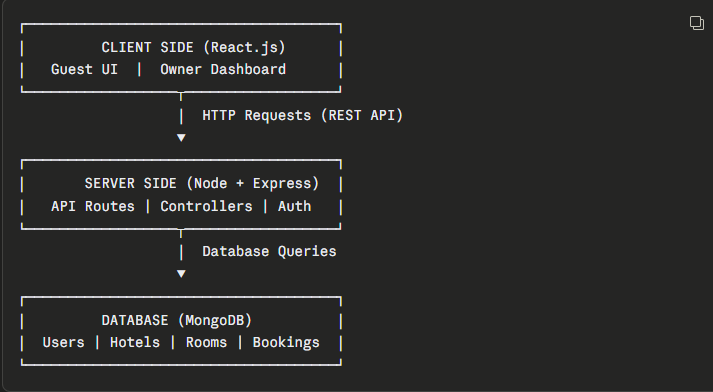 CLIENT SIDE (React.js)
Guest UI | Owner Dashboard
HTTP Requests (REST API)
SERVER SIDE (Node + Express)
API Routes | Controllers | Auth
Database Queries
DATABASE (MongoDB)
Users | Hotels | Rooms | Bookings